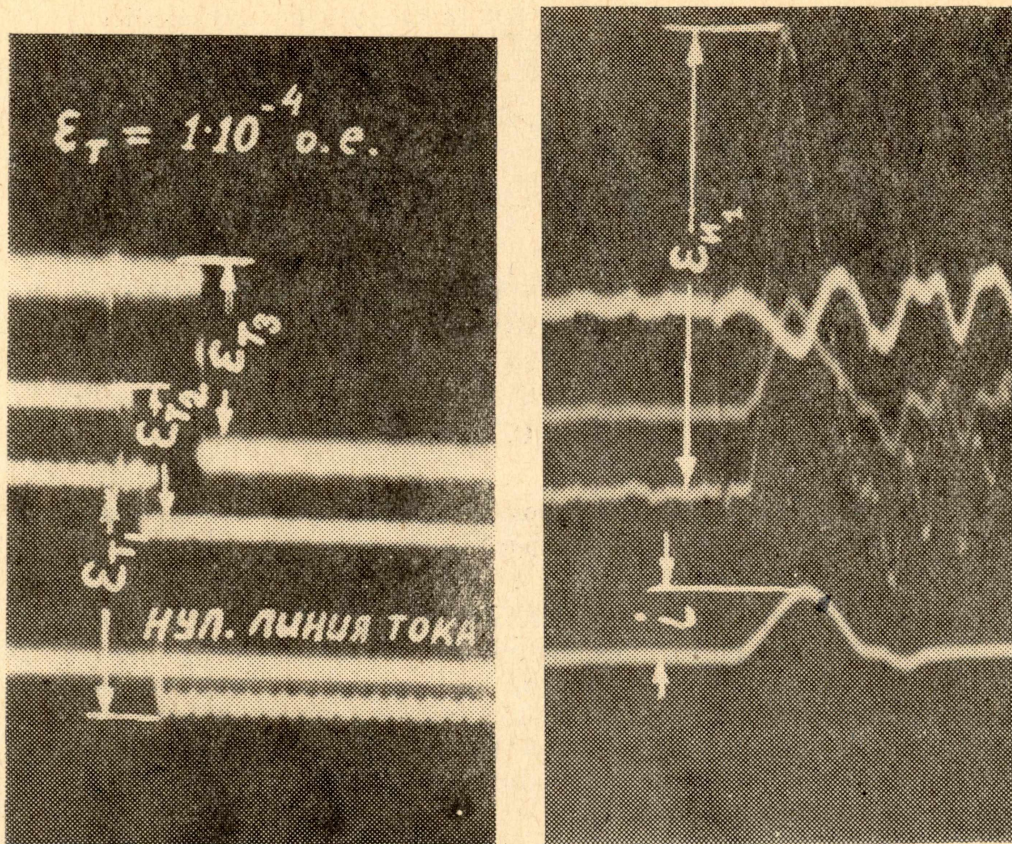 εт = 1·10⁻⁴ о.е.
εт3
εт2
εт1
НУЛ. ЛИНИЯ ТОКА
εи1
i